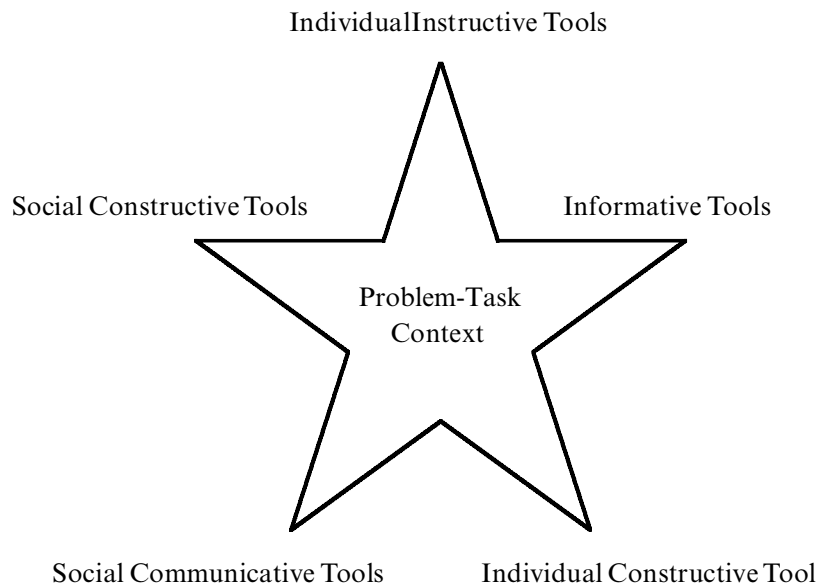 IndividualInstructive Tools
Social Constructive Tools
Informative Tools
Problem-Task
Context
Social Communicative Tools
Individual Constructive Tool